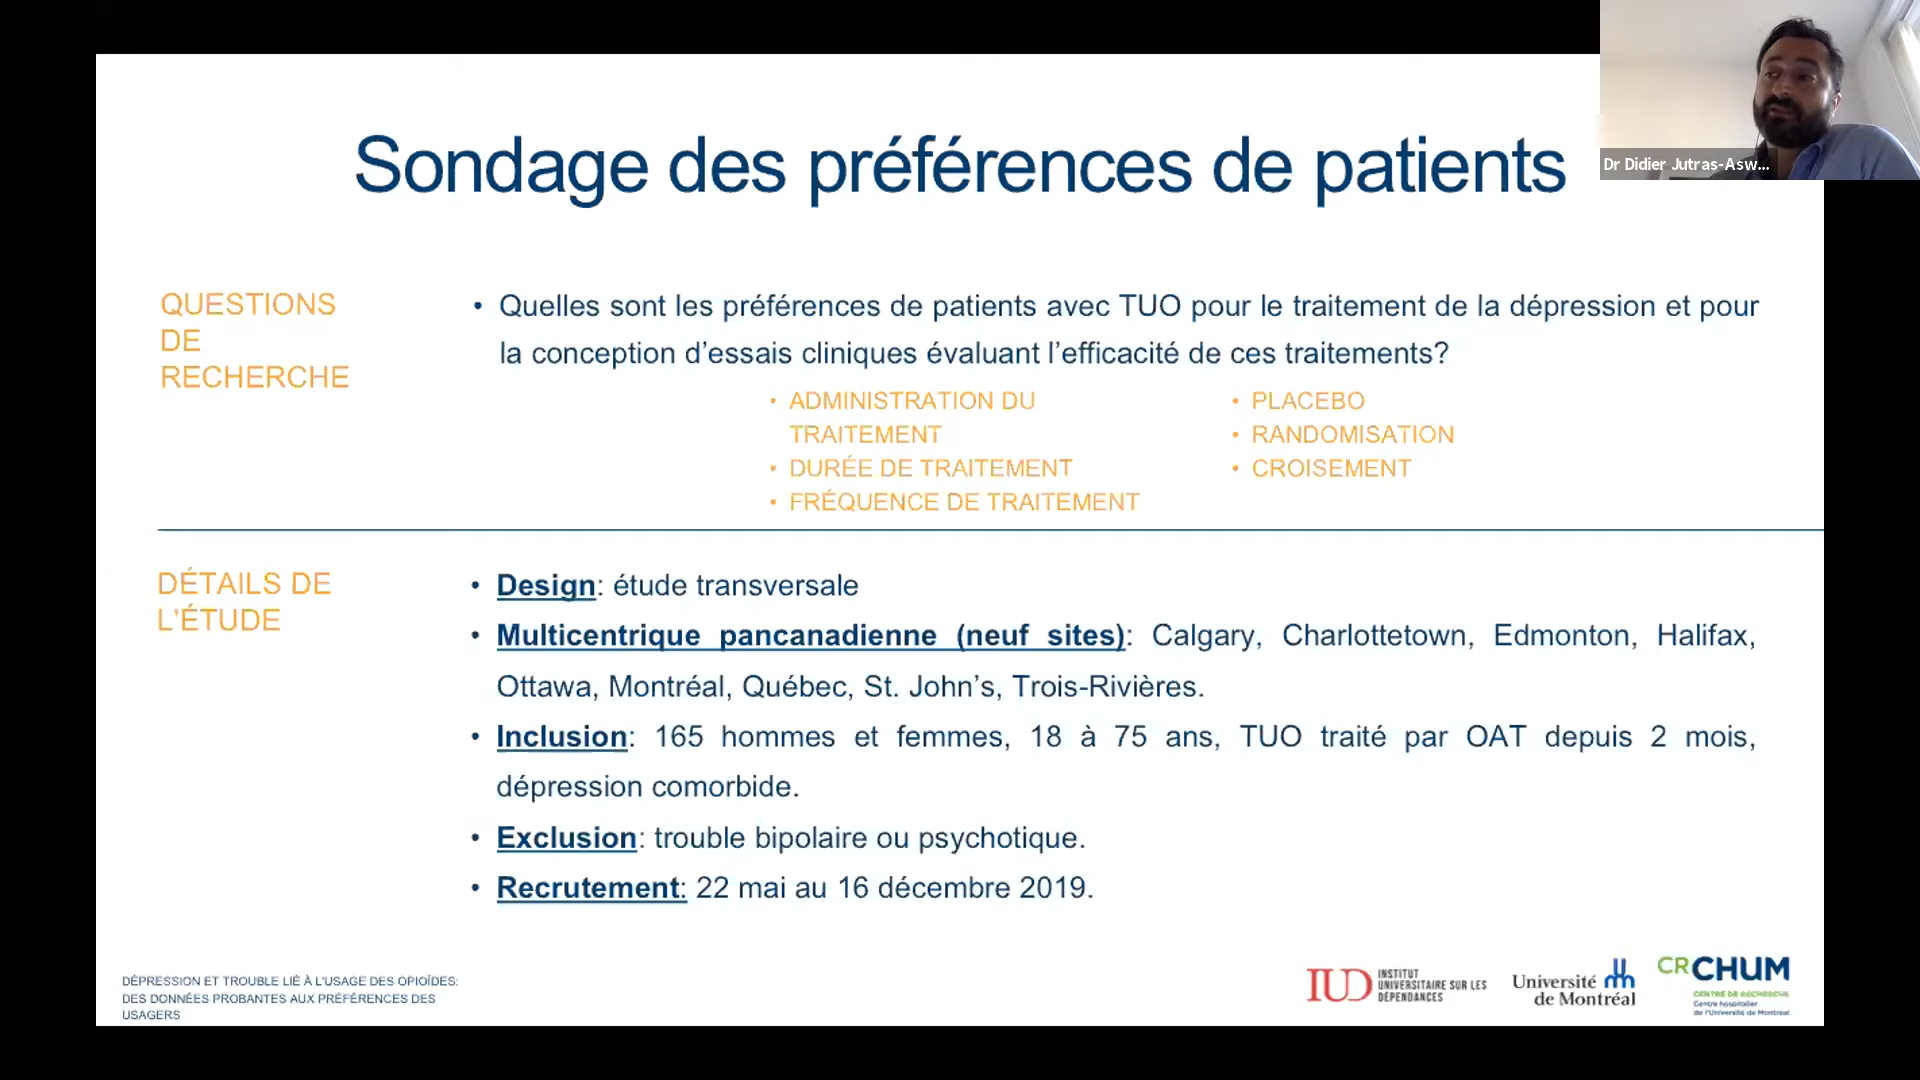 Sondage des préférences de patients
Dr Didier Jutras-Asw...
QUESTIONS
DE
RECHERCHE
• Quelles sont les préférences de patients avec TUO pour le traitement de la dépression et pour
la conception d’essais cliniques évaluant l’efficacité de ces traitements?
• ADMINISTRATION DU
TRAITEMENT
• DURÉE DE TRAITEMENT
• FRÉQUENCE DE TRAITEMENT
• PLACEBO
• RANDOMISATION
• CROISEMENT
DÉTAILS DE
L'ÉTUDE
• Design: étude transversale
• Multicentrique pancanadienne (neuf sites): Calgary, Charlottetown, Edmonton, Halifax,
Ottawa, Montréal, Québec, St. John’s, Trois-Rivières.
• Inclusion: 165 hommes et femmes, 18 à 75 ans, TUO traité par OAT depuis 2 mois,
dépression comorbide.
• Exclusion: trouble bipolaire ou psychotique.
• Recrutement: 22 mai au 16 décembre 2019.
DÉPRESSION ET TROUBLE LIÉ À L'USAGE DES OPIOÏDES:
DES DONNÉES PROBANTES AUX PRÉFÉRENCES DES
USAGERS
IUD
INSTITUT
UNIVERSITAIRE SUR LES
DÉPENDANCES
Université
de Montréal
CRCHUM
CENTRE DE RECHERCHE
Centre hospitalier
de l'Université de Montréal